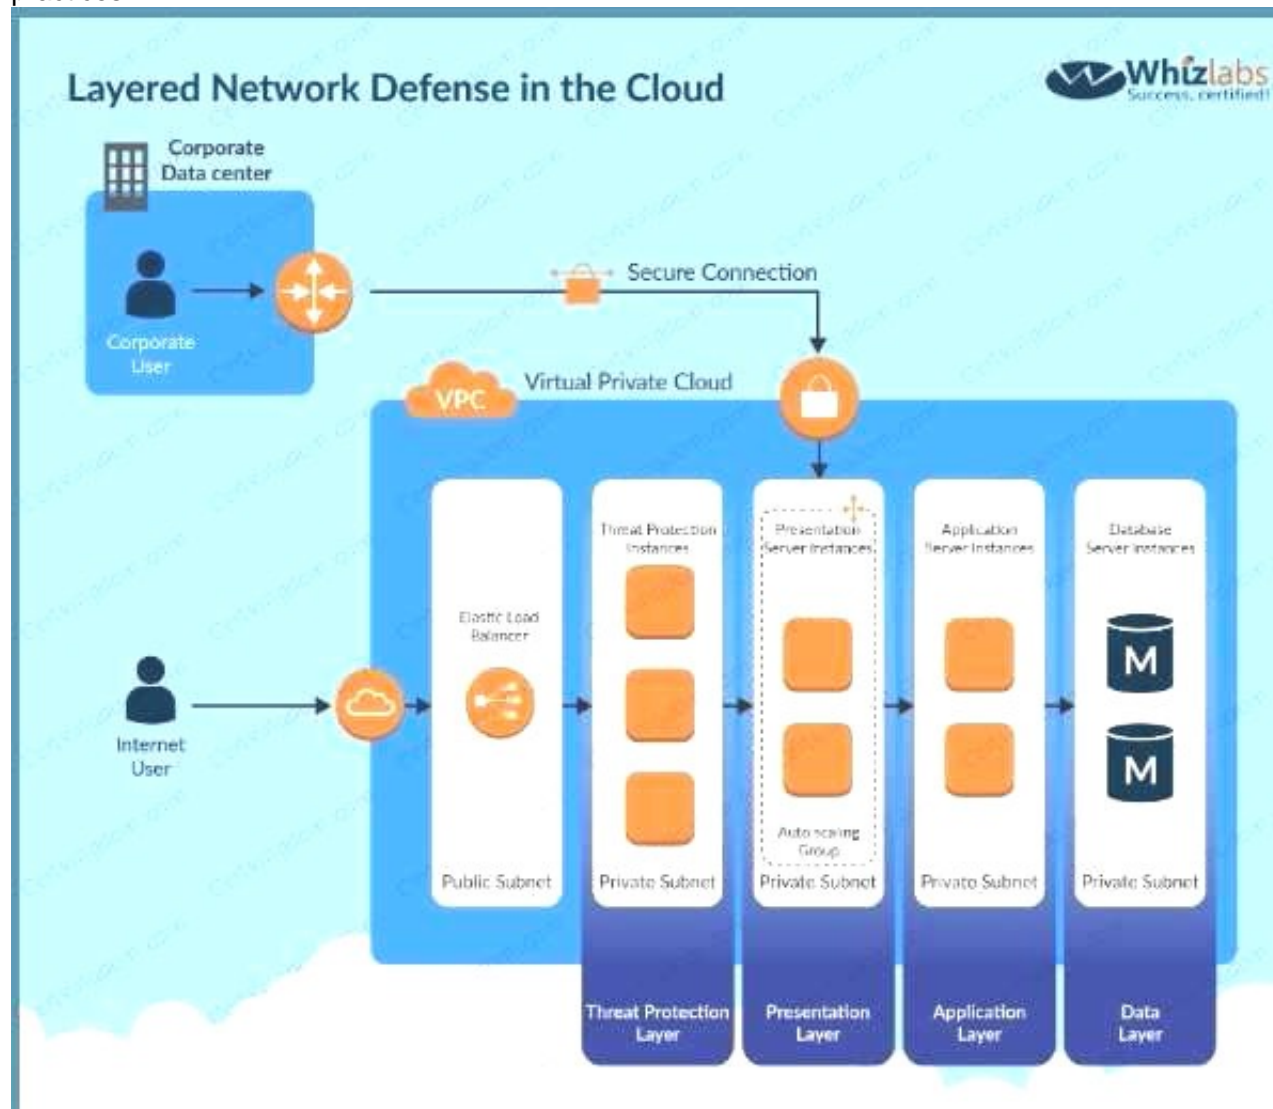 Layered Network Defense in the Cloud
Whizlabs
Success, certified!
Corporate
Data center
Secure Connection
Corporate
User
VPC
Virtual Private Cloud
Threat Protection
Instances
Presentation
Server Instances
Application
Server Instances
Database
Server Instances
Elastic Load
Balancer
M
M
Internet
User
Auto scaling
Group
Public Subnet
Private Subnet
Private Subnet
Private Subnet
Private Subnet
Threat Protection
Layer
Presentation
Layer
Application
Layer
Data
Layer